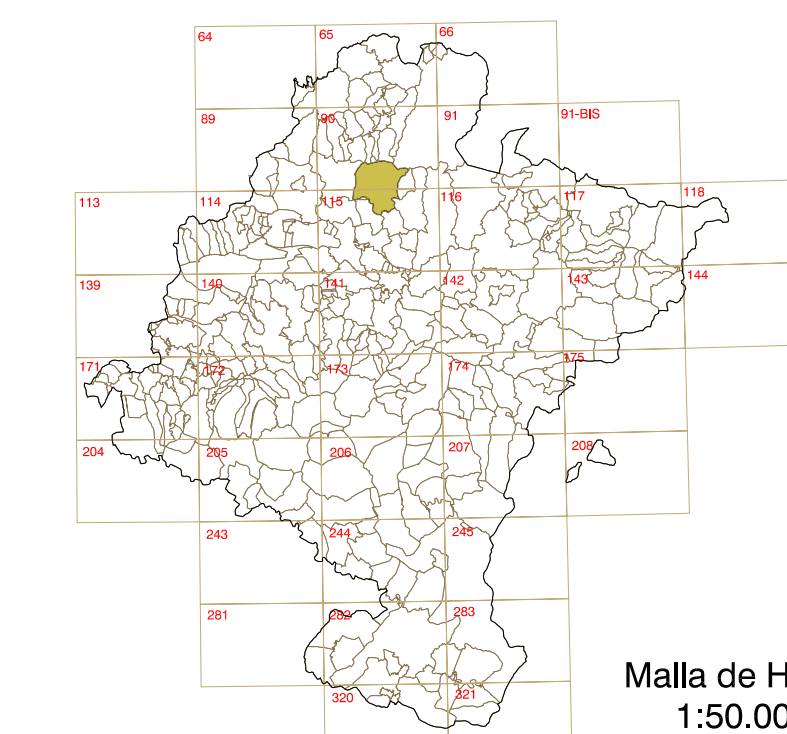 64 65 66
89 90 91 91-BIS
113 114 115 116 117 118
139 140 141 142 143 144
171 172 173 174 175
204 205 206 207 208
243 244 245
281 282 283
320 321
Malla de H
1:50.00